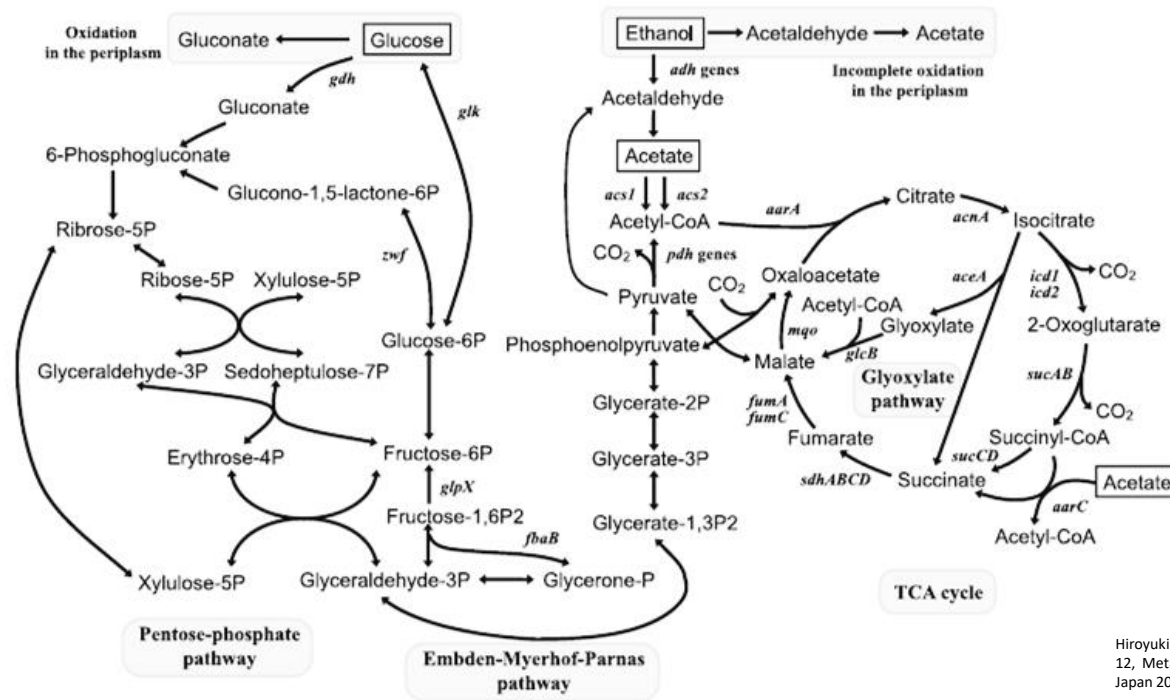 Oxidation
in the periplasm
Gluconate
Glucose
gdh
Gluconate
glk
6-Phosphogluconate
Glucono-1,5-lactone-6P
Ribrose-5P
zwf
Ribose-5P
Xylulose-5P
Glucose-6P
Glyceraldehyde-3P
Sedoheptulose-7P
Erythrose-4P
Fructose-6P
glpX
Fructose-1,6P2
fbaB
Xylulose-5P
Glyceraldehyde-3P
Glycerone-P
Pentose-phosphate
pathway
Embden-Myerhof-Parnas
pathway
Ethanol
Acetaldehyde
Acetate
adh genes
Incomplete oxidation
in the periplasm
Acetaldehyde
Acetate
acs1
acs2
Acetyl-CoA
aarA
CO2
pdh genes
Pyruvate
CO2
Phosphoenolpyruvate
Glycerate-2P
Glycerate-3P
Glycerate-1,3P2
Citrate
acnA
Isocitrate
Oxaloacetate
Acetyl-CoA
aceA
icd1
icd2
CO2
mqo
Glyoxylate
2-Oxoglutarate
Malate
glcB
Glyoxylate
pathway
sucAB
CO2
fumA
fumC
Fumarate
Succinyl-CoA
sucCD
sdhABCD
Succinate
Acetate
aarC
Acetyl-CoA
TCA cycle
Hiroyuki
12, Met
Japan 20